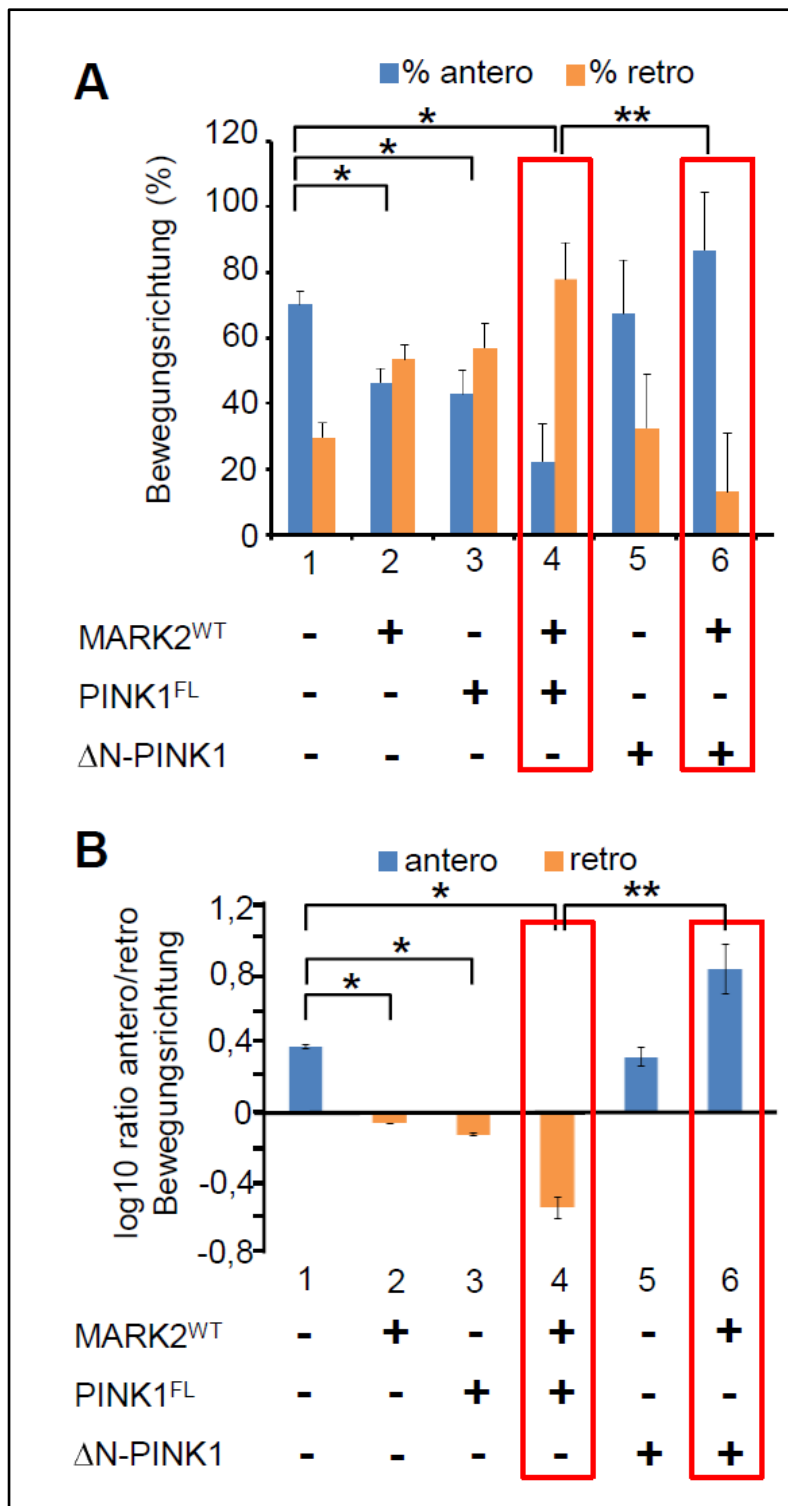 A
% antero % retro
* **
*
*
Bewegungsrichtung (%)
120
100
80
60
40
20
0
1 2 3 4 5 6
MARK2WT - + - + - +
PINK1FL - - + + - -
ΔN-PINK1 - - - - + +
B
antero retro
* **
*
*
log10 ratio antero/retro
Bewegungsrichtung
1,2
0,8
0,4
0
-0,4
-0,8
1 2 3 4 5 6
MARK2WT - + - + - +
PINK1FL - - + + - -
ΔN-PINK1 - - - - + +